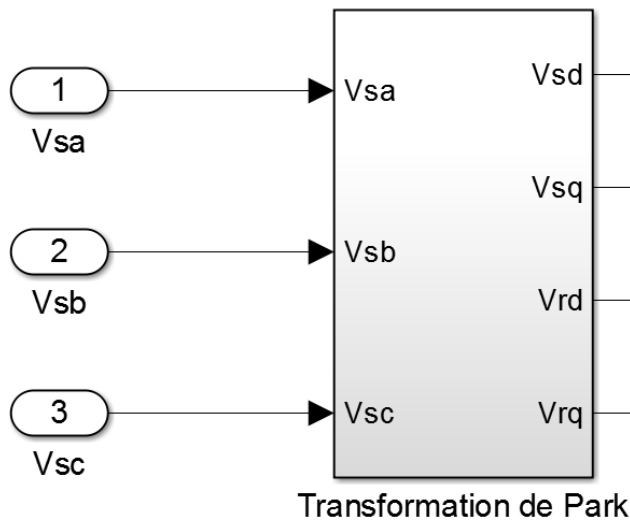 1
Vsa
2
Vsb
3
Vsc
Vsa
Vsb
Vsc
Vsd
Vsq
Vrd
Vrq
Transformation de Park